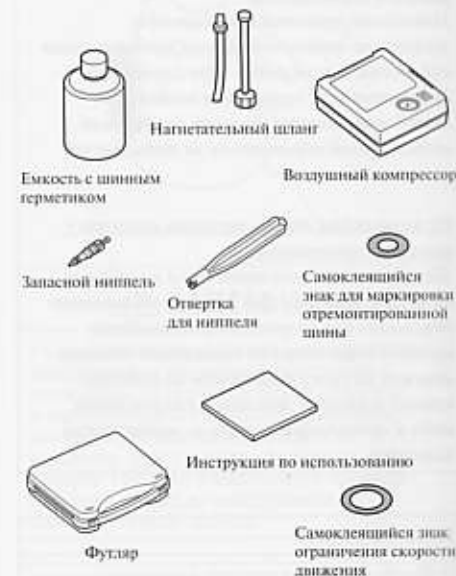 Нагнетательный шланг
Емкость с шинным
герметиком
Воздушный компрессор
Запасной ниппель
Отвертка
для ниппеля
Самоклеящийся
знак для маркировки
отремонтированной
шины
Инструкция по использованию
Футляр
Самоклеящийся знак
ограничения скорости
движения